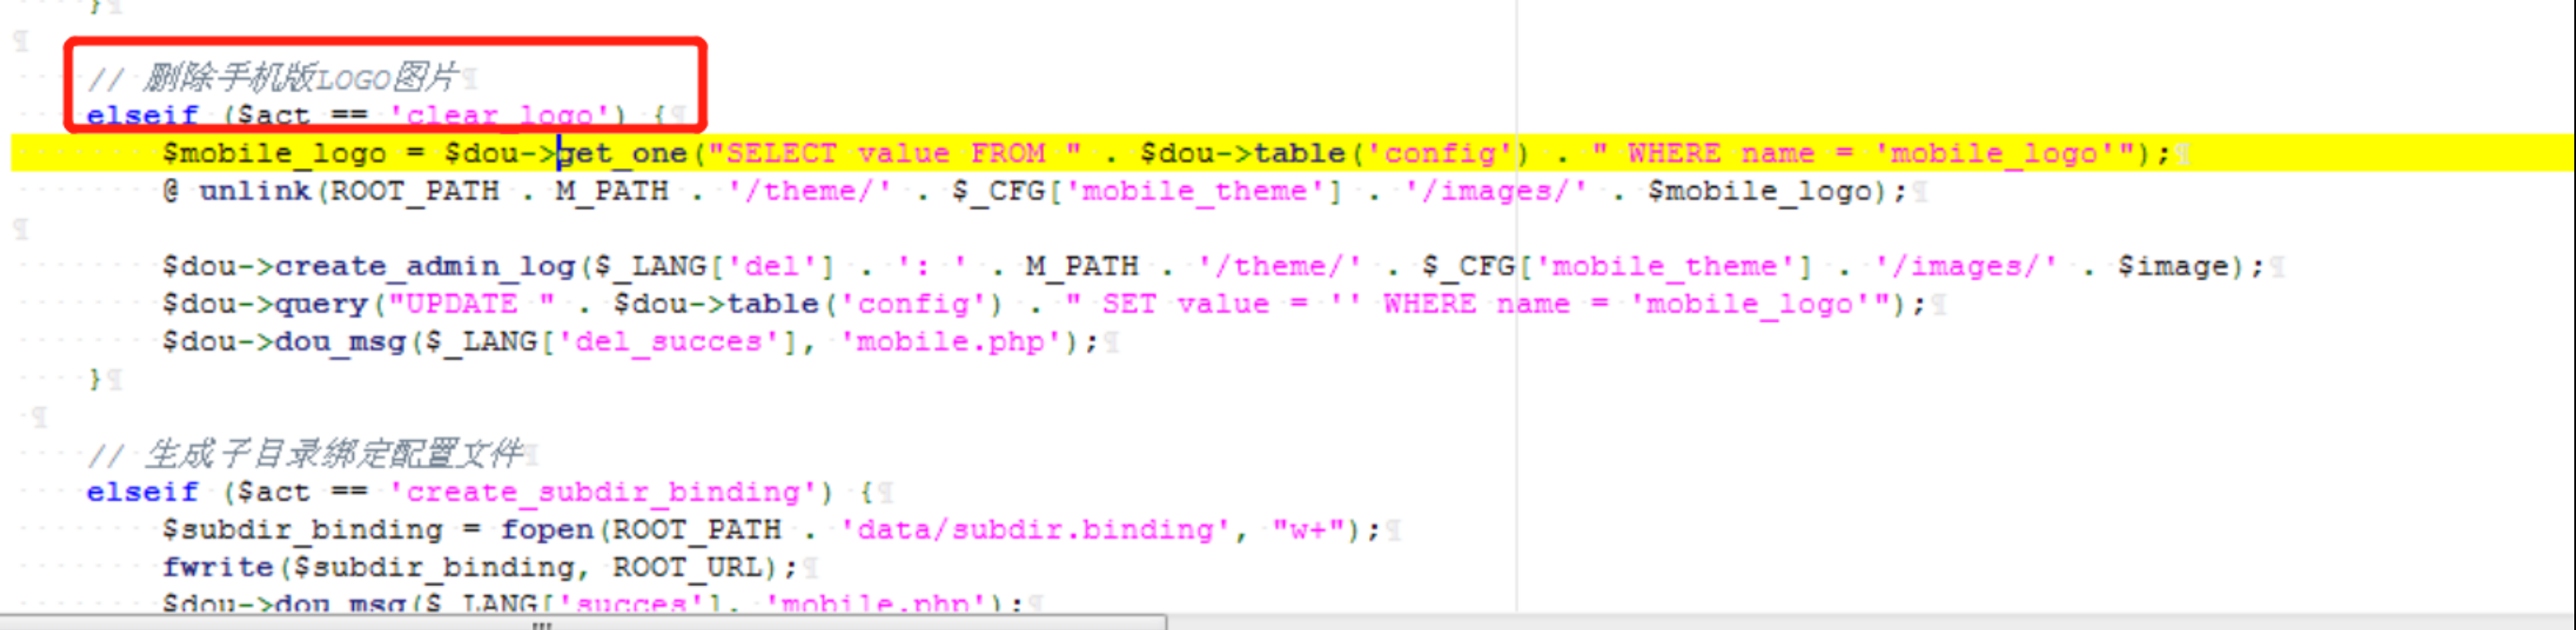 }
// 删除手机版LOGO图片
elseif ($act == 'clear_logo') {
$mobile_logo = $dou->get_one("SELECT value FROM " . $dou->table('config') . " WHERE name = 'mobile_logo'");
@ unlink(ROOT_PATH . M_PATH . '/theme/' . $_CFG['mobile_theme'] . '/images/' . $mobile_logo);
$dou->create_admin_log($_LANG['del'] . ': ' . M_PATH . '/theme/' . $_CFG['mobile_theme'] . '/images/' . $image);
$dou->query("UPDATE " . $dou->table('config') . " SET value = '' WHERE name = 'mobile_logo'");
$dou->dou_msg($_LANG['del_succes'], 'mobile.php');
}
// 生成子目录绑定配置文件
elseif ($act == 'create_subdir_binding') {
$subdir_binding = fopen(ROOT_PATH . 'data/subdir.binding', "w+");
fwrite($subdir_binding, ROOT_URL);
$dou->dou_msg($_LANG['succes'], 'mobile.php');